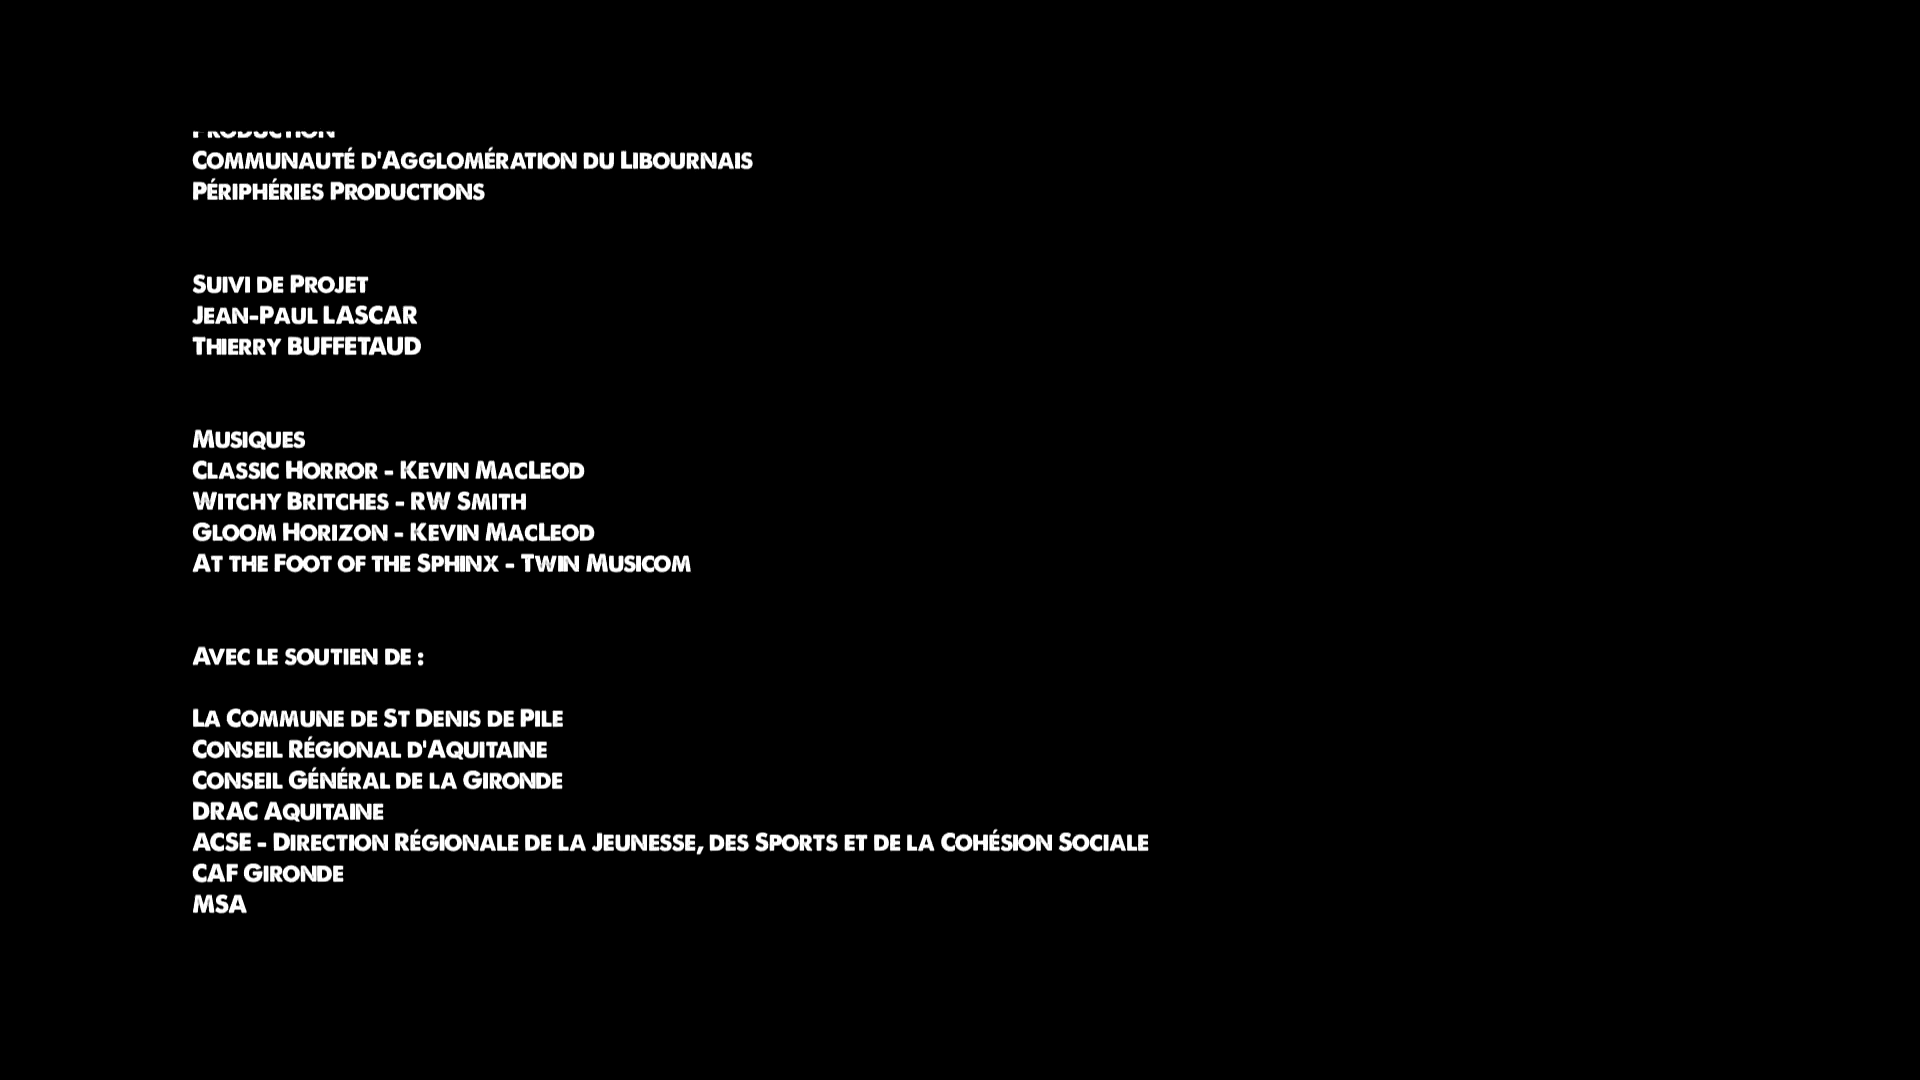 Production
Communauté d'Agglomération du Libournais
Périphéries Productions
Suivi de Projet
Jean-Paul LASCAR
Thierry BUFFETAUD
Musiques
Classic Horror - Kevin MacLeod
Witchy Britches - RW Smith
Gloom Horizon - Kevin MacLeod
At the Foot of the Sphinx - Twin Musicom
Avec le soutien de :
La Commune de St Denis de Pile
Conseil Régional d'Aquitaine
Conseil Général de la Gironde
DRAC Aquitaine
ACSE - Direction Régionale de la Jeunesse, des Sports et de la Cohésion Sociale
CAF Gironde
MSA